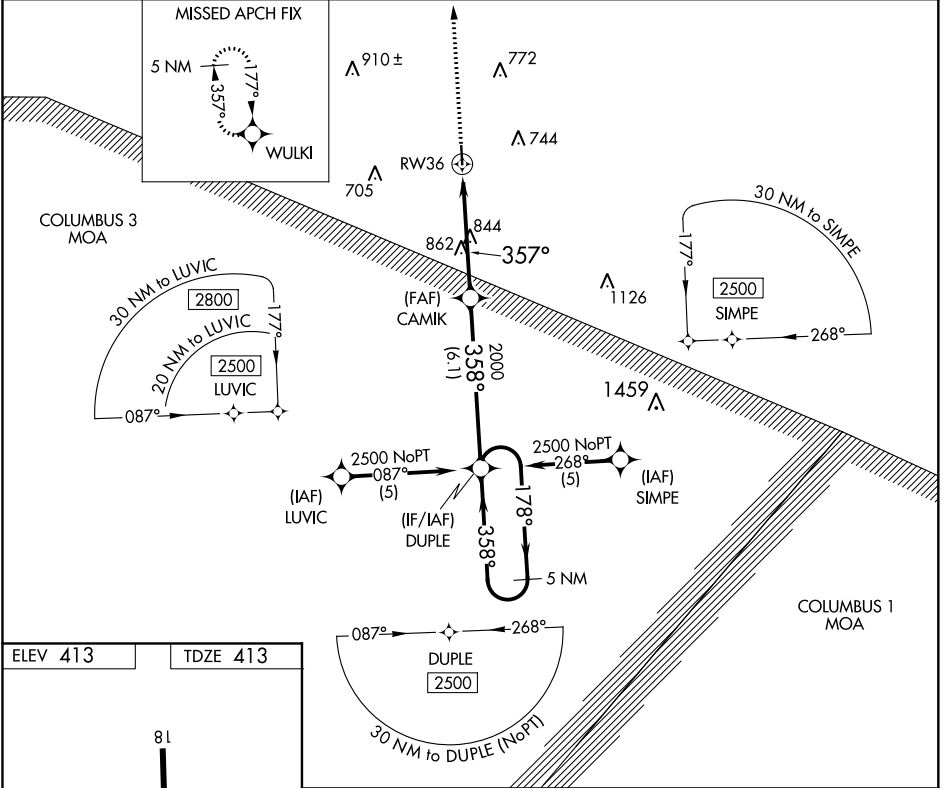 MISSED APCH FIX
5 NM
177°
357°
WULKI
910 ±
772
744
RW36
705
COLUMBUS 3
MOA
844
862
357°
(FAF)
CAMIK
1126
30 NM to SIMPE
177°
2500
SIMPE
268°
30 NM to LUVIC
2800
177°
20 NM to LUVIC
2500
LUVIC
087°
2000
358°
(6.1)
1459
2500 NoPT
087°
(5)
2500 NoPT
268°
(5)
(IAF)
LUVIC
(IF/IAF)
DUPLE
(IAF)
SIMPE
178°
358°
5 NM
COLUMBUS 1
MOA
087°
268°
DUPLE
2500
30 NM to DUPLE (NoPT)
ELEV 413
TDZE 413
18